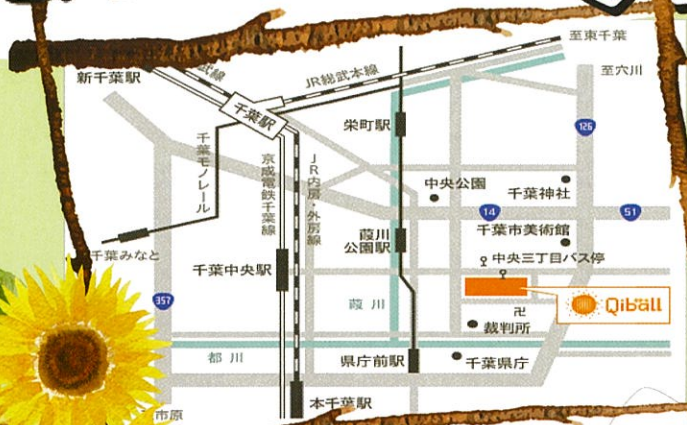 至東千葉
新千葉駅
武線
JR総武本線
至穴川
千葉駅
栄町駅
126
千葉モノレール
京成電鉄千葉線
JR内房・外房線
中央公園
千葉神社
14
51
葭川
公園駅
千葉市美術館
千葉みなと
千葉中央駅
中央三丁目バス停
357
葭川
Qiball
卍
裁判所
都川
県庁前駅
千葉県庁
市原
本千葉駅